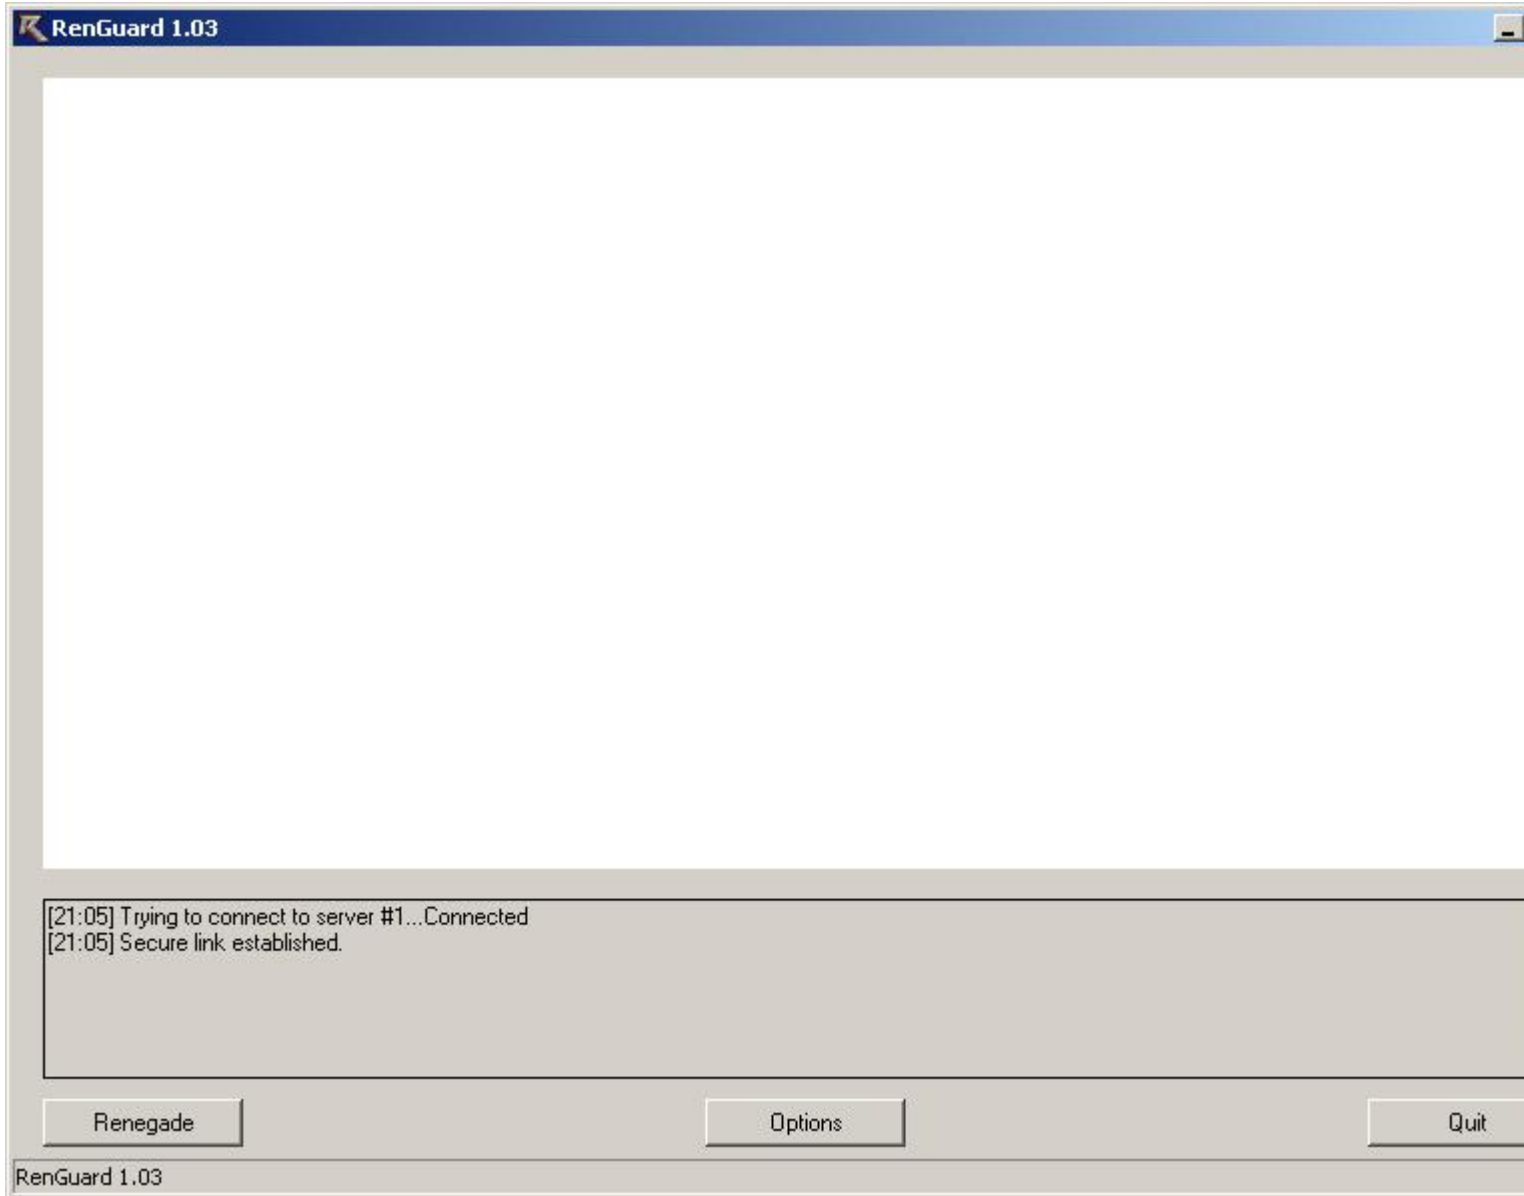 RenGuard 1.03
[21:05] Trying to connect to server #1...Connected
[21:05] Secure link established.
Renegade
Options
Quit
RenGuard 1.03